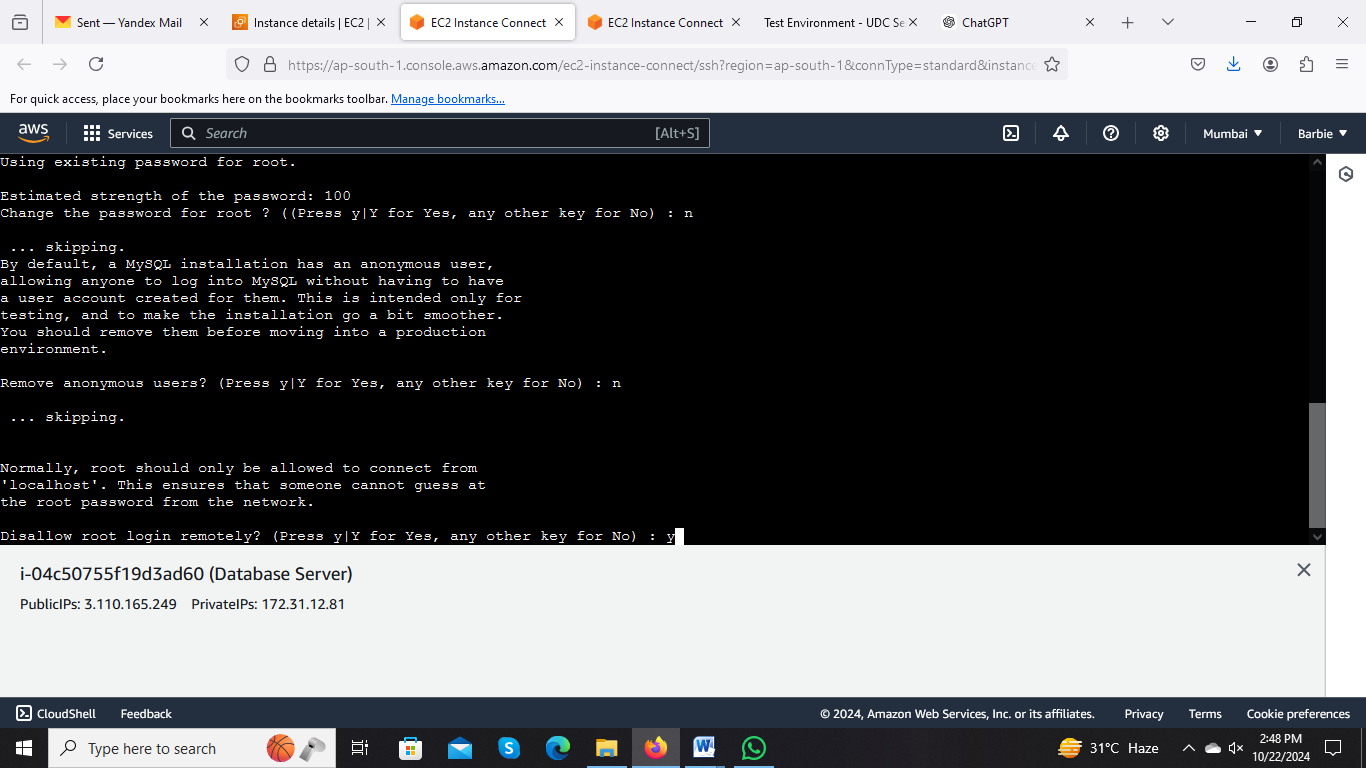 Sent — Yandex Mail
Instance details | EC2 |
EC2 Instance Connect
EC2 Instance Connect
Test Environment - UDC Se
ChatGPT
https://ap-south-1.console.aws.amazon.com/ec2-instance-connect/ssh?region=ap-south-1&connType=standard&instance
For quick access, place your bookmarks here on the bookmarks toolbar. Manage bookmarks...
aws
Services
Search
[Alt+S]
Mumbai
Barbie
Using existing password for root.
Estimated strength of the password: 100
Change the password for root ? ((Press y|Y for Yes, any other key for No) : n
... skipping.
By default, a MySQL installation has an anonymous user,
allowing anyone to log into MySQL without having to have
a user account created for them. This is intended only for
testing, and to make the installation go a bit smoother.
You should remove them before moving into a production
environment.
Remove anonymous users? (Press y|Y for Yes, any other key for No) : n
... skipping.
Normally, root should only be allowed to connect from
'localhost'. This ensures that someone cannot guess at
the root password from the network.
Disallow root login remotely? (Press y|Y for Yes, any other key for No) : y
i-04c50755f19d3ad60 (Database Server)
PublicIPs: 3.110.165.249 PrivateIPs: 172.31.12.81
CloudShell
Feedback
© 2024, Amazon Web Services, Inc. or its affiliates.
Privacy
Terms
Cookie preferences
Type here to search
31°C Haze
2:48 PM
10/22/2024